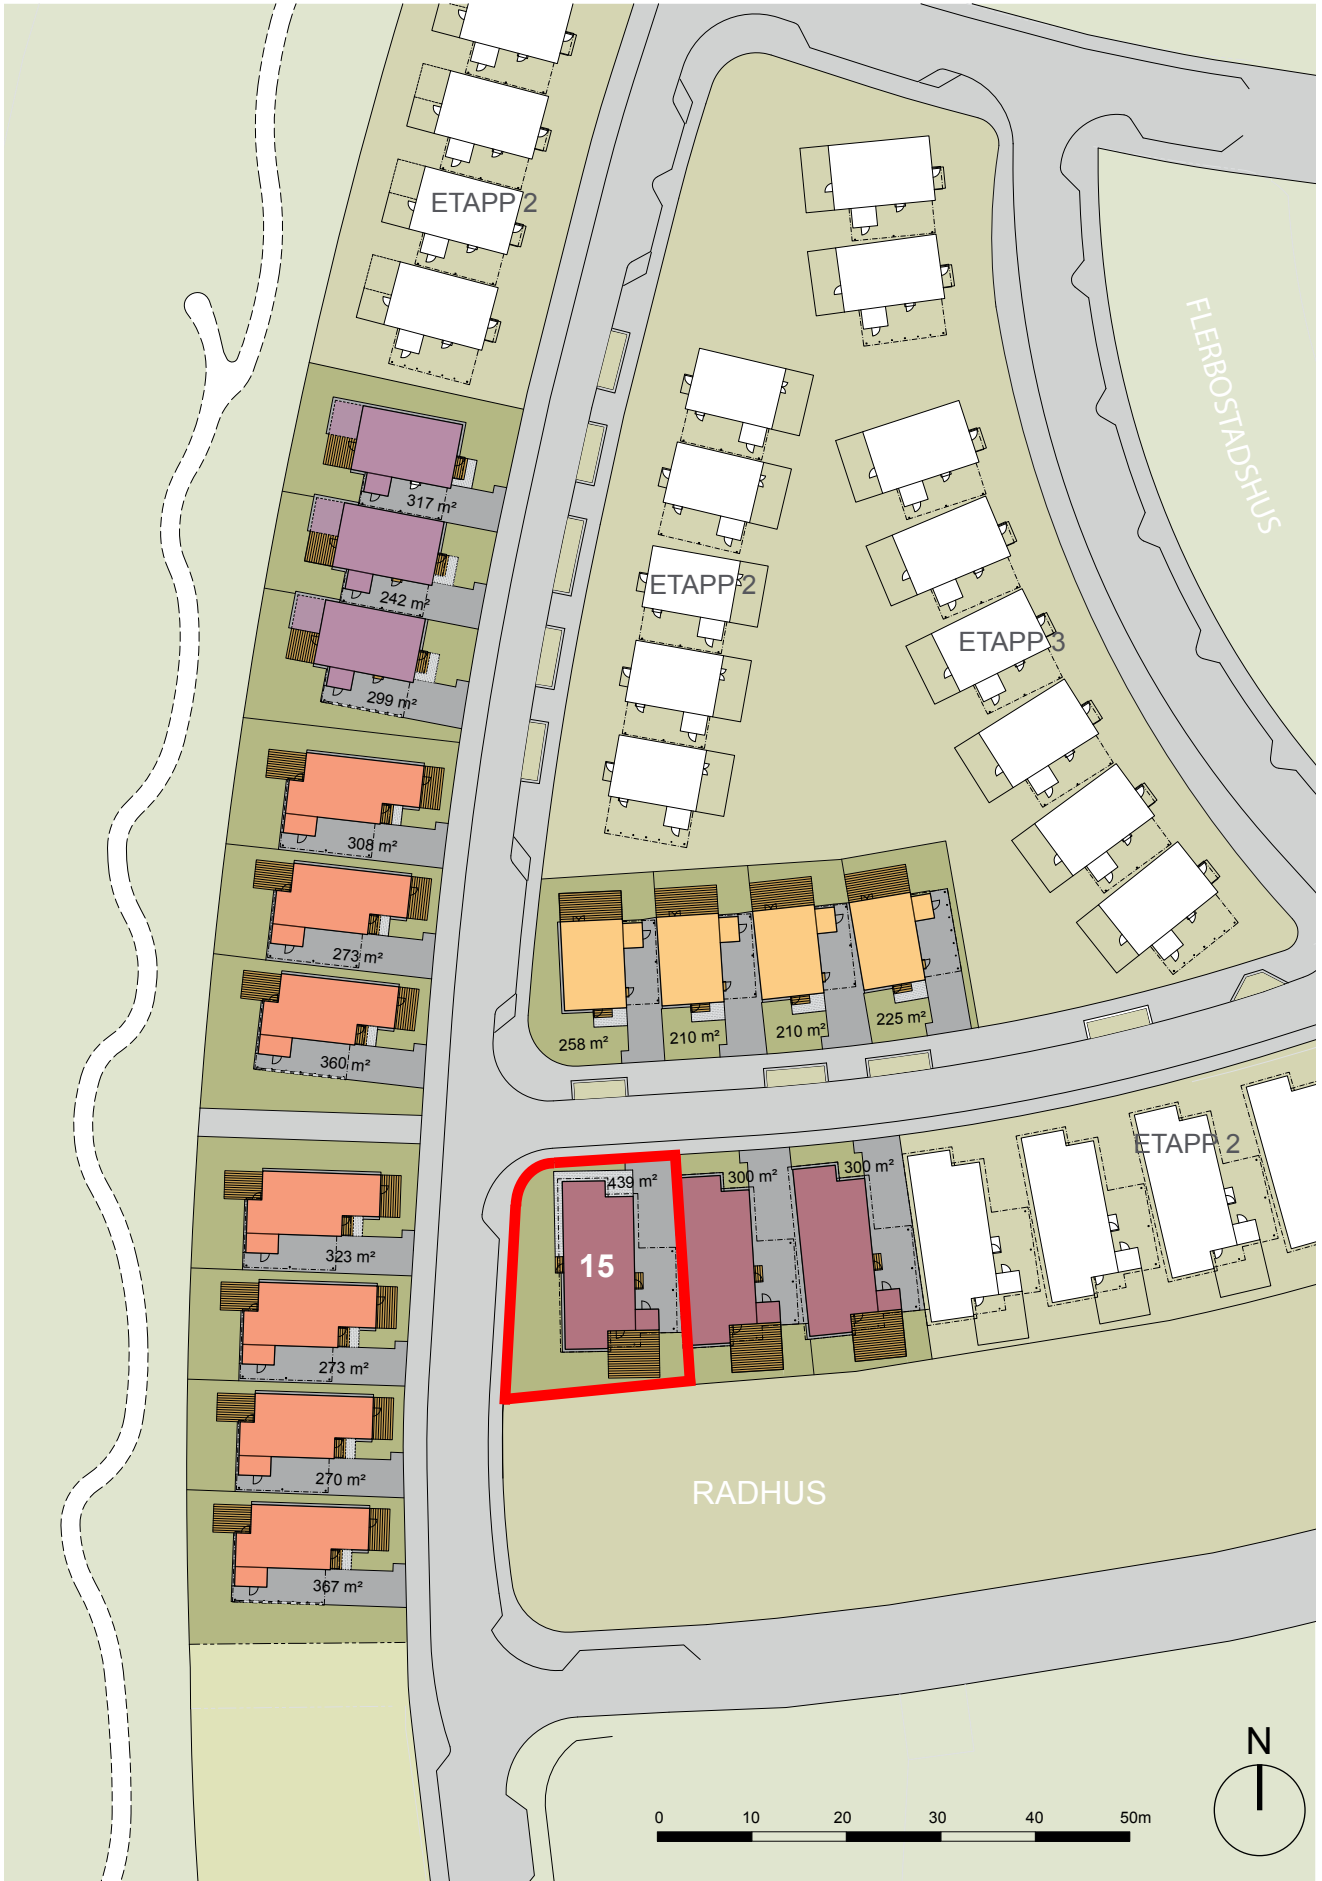 ETAPP 2
FLERBOSTADSHUS
317 m²
242 m²
ETAPP 2
299 m²
ETAPP 3
308 m²
273 m²
360 m²
258 m²
210 m²
210 m²
225 m²
ETAPP 2
439 m²
300 m²
300 m²
323 m²
15
273 m²
270 m²
RADHUS
367 m²
N
0 10 20 30 40 50m